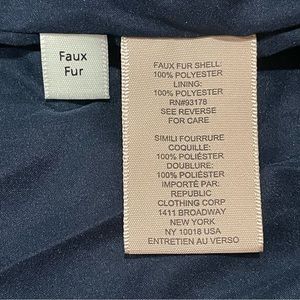 Faux
Fur
FAUX FUR SHELL:
100% POLYESTER
LINING:
100% POLYESTER
RN#93178
SEE REVERSE
FOR CARE
SIMILI FOURRURE
COQUILLE:
100% POLIÉSTER
DOUBLURE:
100% POLIÉSTER
IMPORTÉ PAR:
REPUBLIC
CLOTHING CORP
1411 BROADWAY
NEW YORK
NY 10018 USA
ENTRETIEN AU VERSO